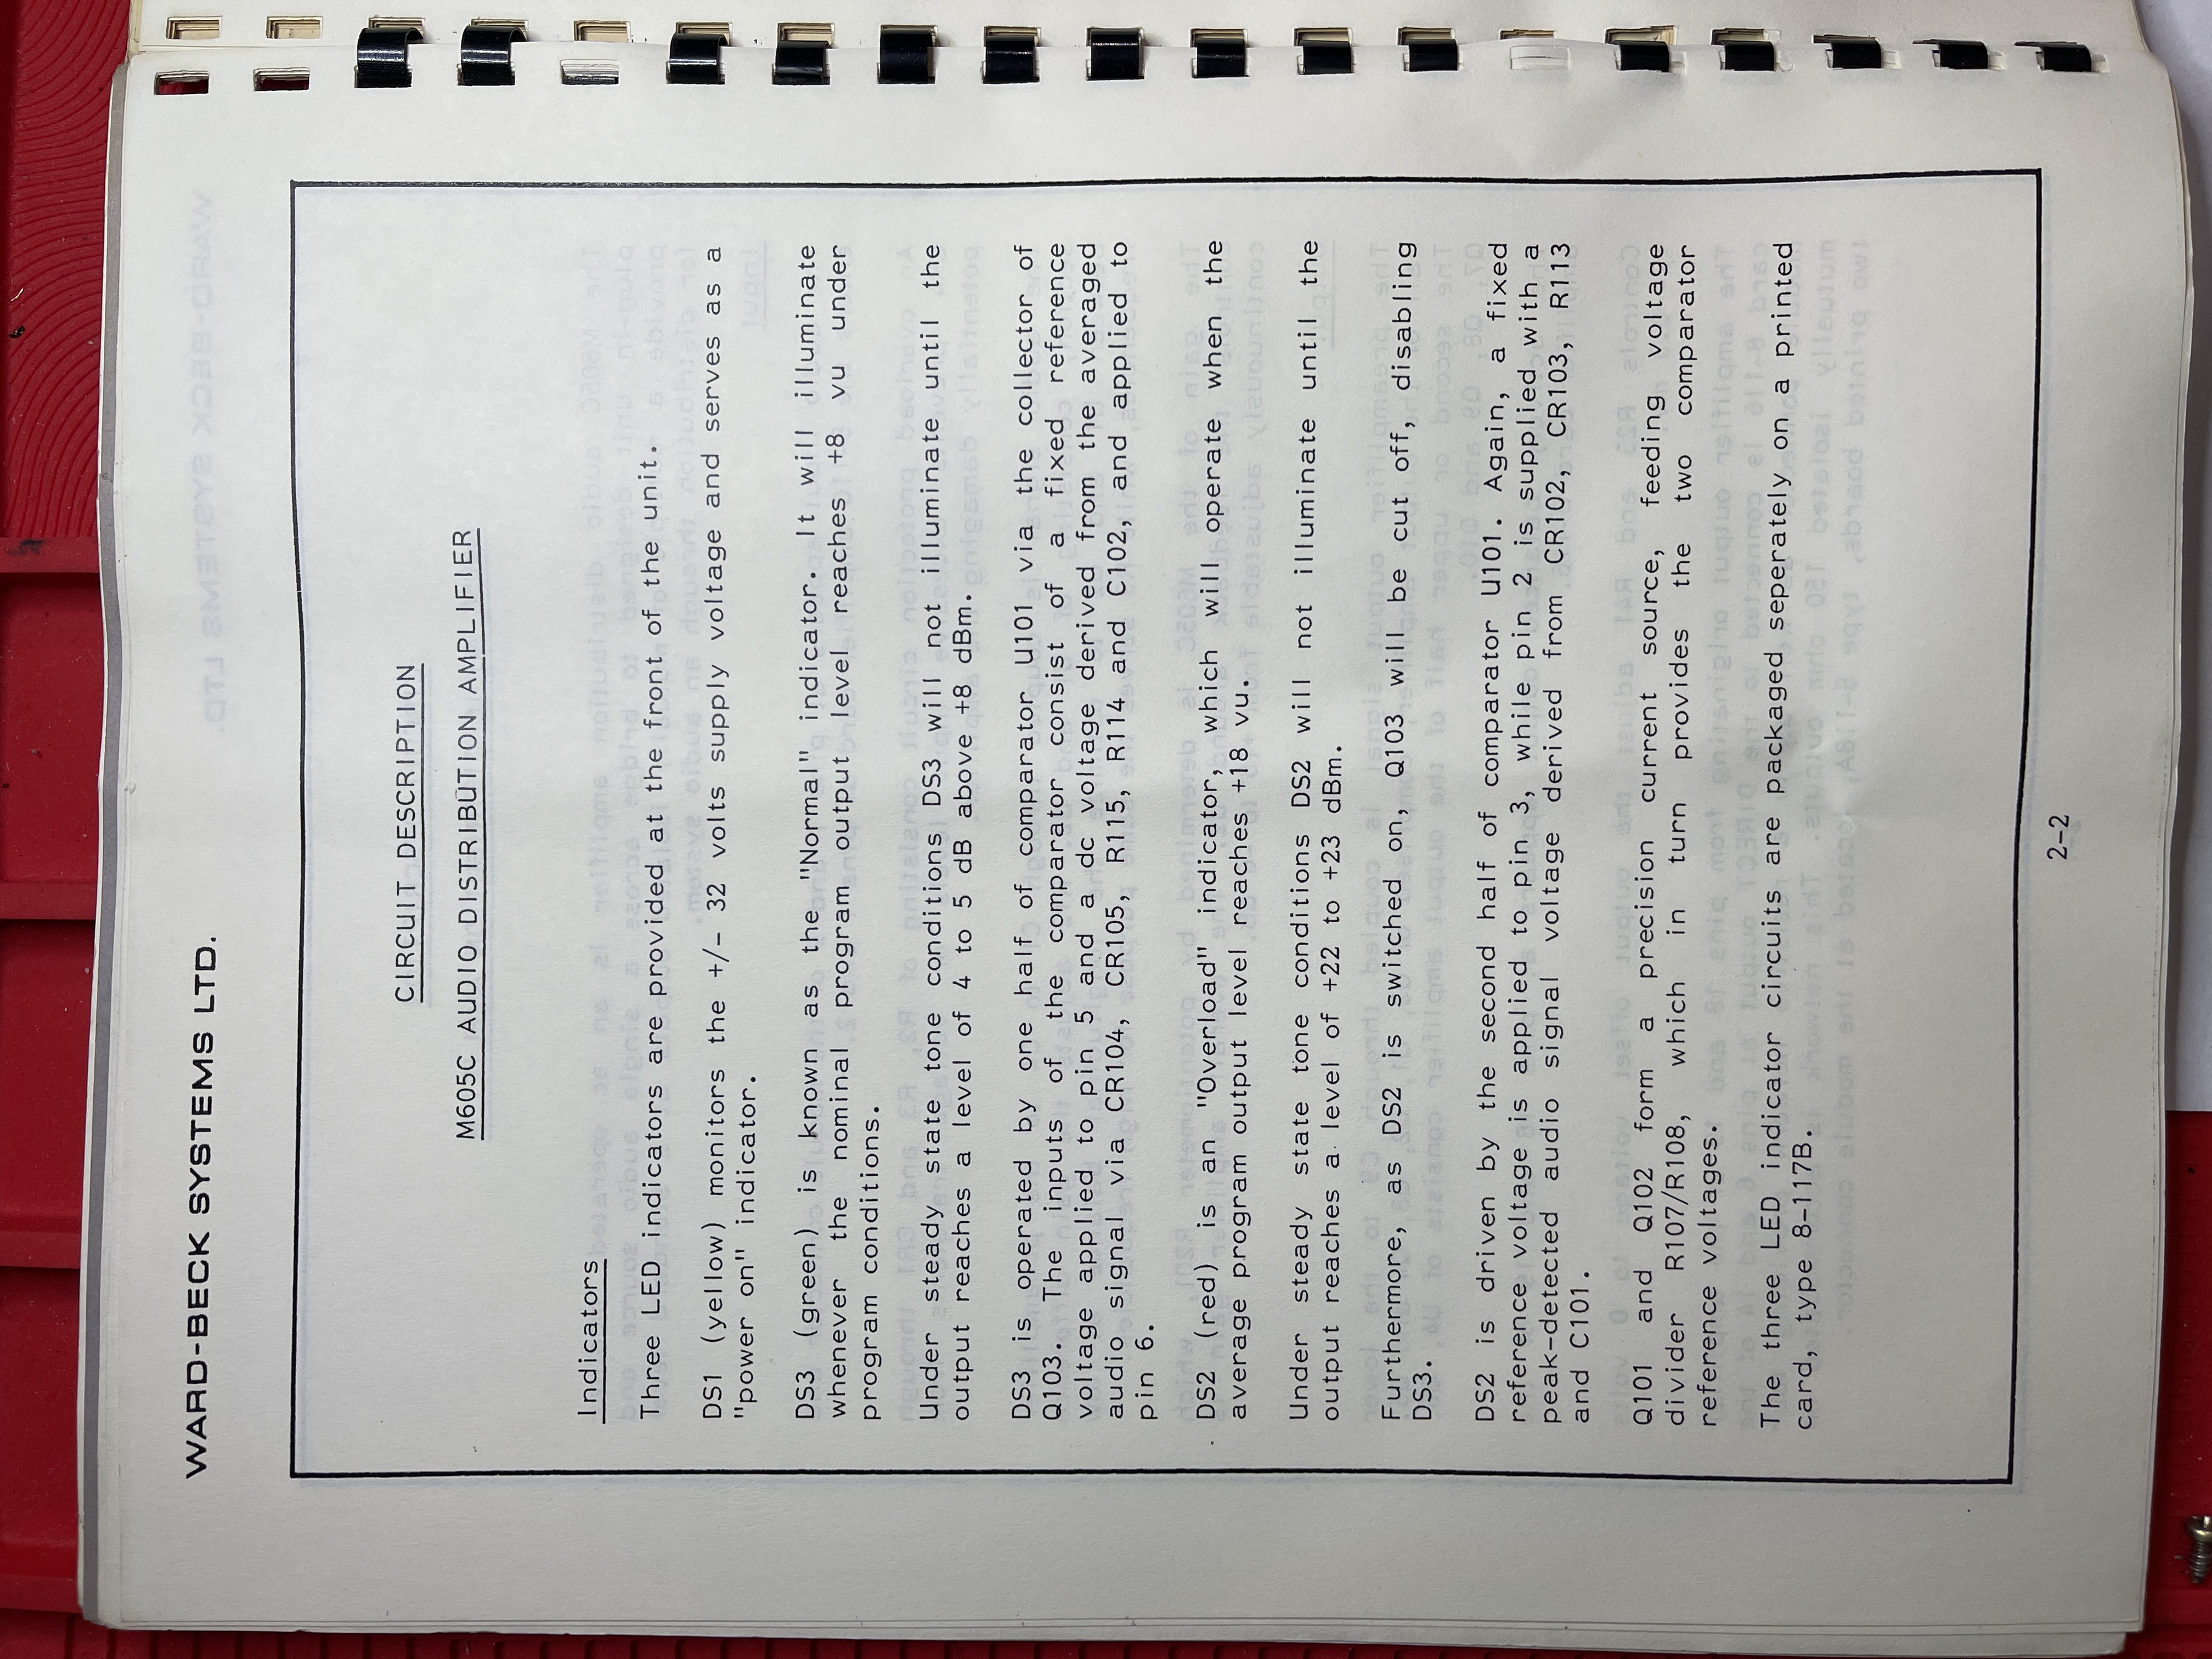 WARD-BECK SYSTEMS LTD.
CIRCUIT DESCRIPTION
M605C AUDIO DISTRIBUTION AMPLIFIER
Indicators
Three LED indicators are provided at the front of the unit.
DS1 (yellow) monitors the +/- 32 volts supply voltage and serves as a
"power on" indicator.
DS3 (green) is known as the "Normal" indicator. It will illuminate
whenever the nominal program output level reaches +8 vu under
program conditions.
Under steady state tone conditions DS3 will not illuminate until the
output reaches a level of 4 to 5 dB above +8 dBm.
DS3 is operated by one half of comparator U101 via the collector of
Q103. The inputs of the comparator consist of a fixed reference
voltage applied to pin 5 and a dc voltage derived from the averaged
audio signal via CR104, CR105, R115, R114 and C102, and applied to
pin 6.
DS2 (red) is an "Overload" indicator, which will operate when the
average program output level reaches +18 vu.
Under steady state tone conditions DS2 will not illuminate until the
output reaches a level of +22 to +23 dBm.
Furthermore, as DS2 is switched on, Q103 will be cut off, disabling
DS3.
DS2 is driven by the second half of comparator U101. Again, a fixed
reference voltage is applied to pin 3, while pin 2 is supplied with a
peak-detected audio signal voltage derived from CR102, CR103, R113
and C101.
Q101 and Q102 form a precision current source, feeding voltage
divider R107/R108, which in turn provides the two comparator
reference voltages.
The three LED indicator circuits are packaged seperately on a printed
card, type 8-117B.
2-2